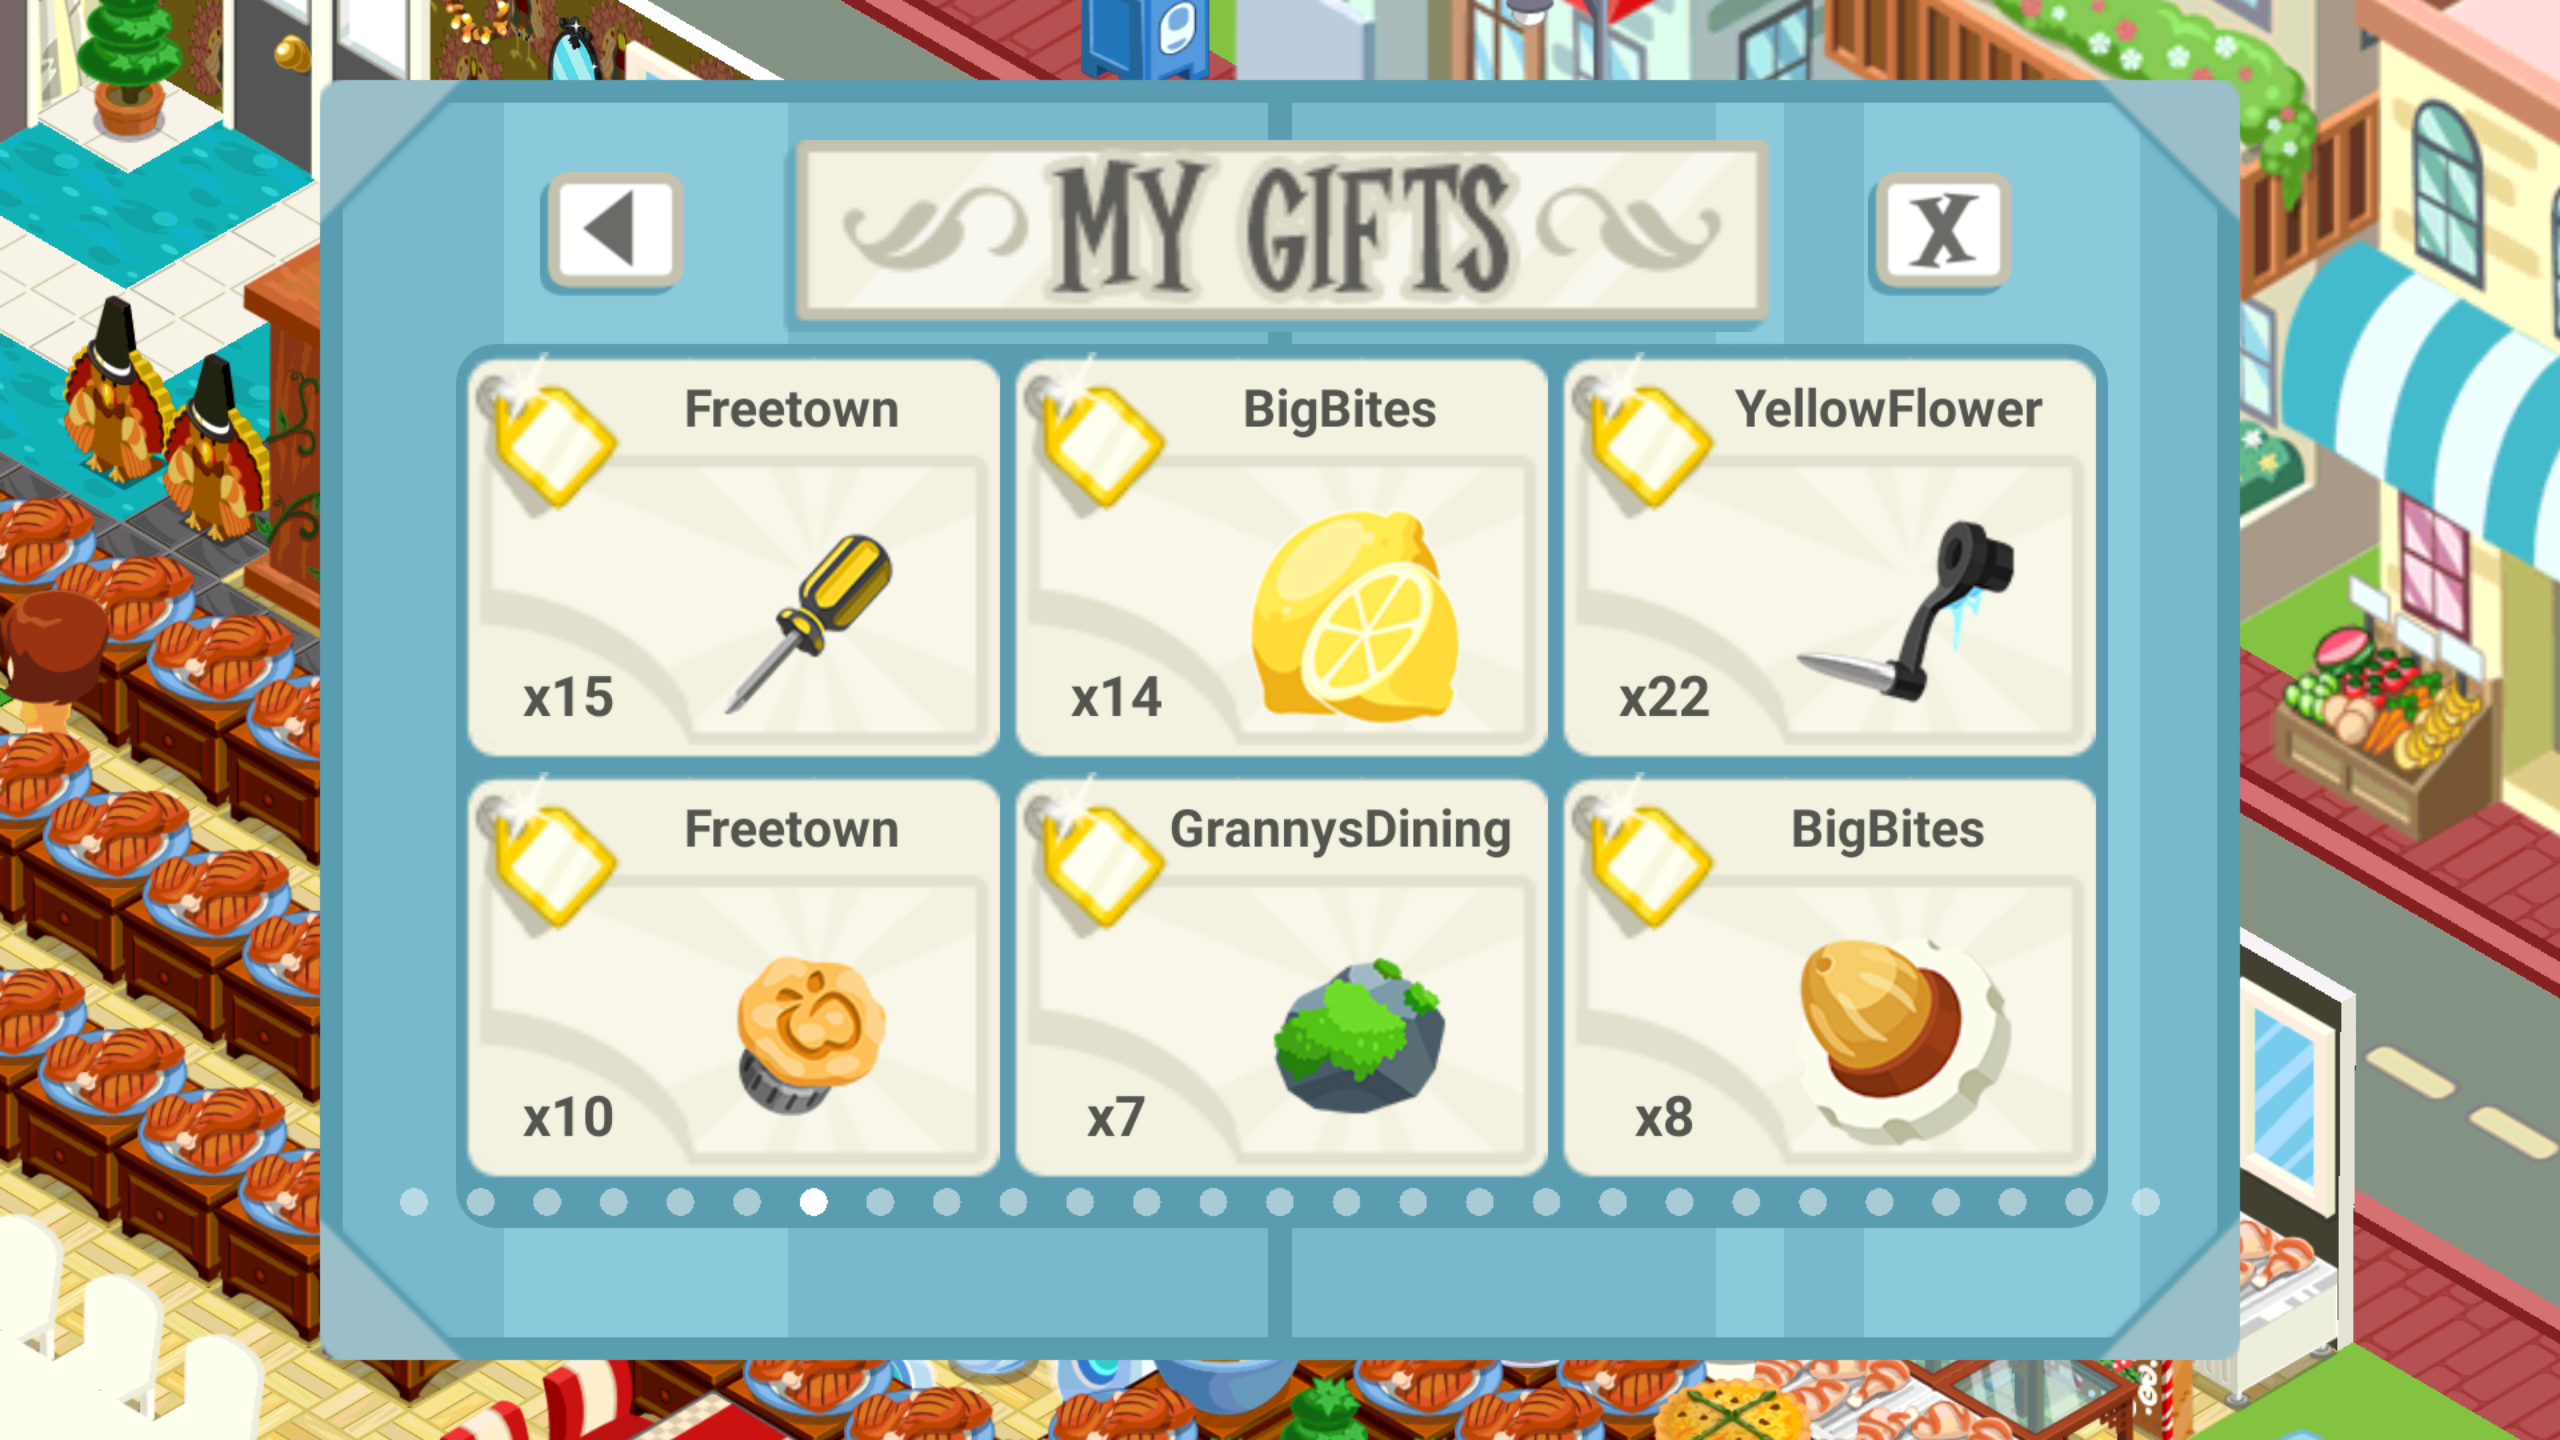 MY GIFTS
X
Freetown
x15
BigBites
x14
YellowFlower
x22
Freetown
x10
GrannysDining
x7
BigBites
x8